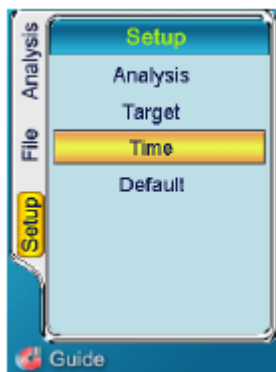 Analysis
File
Setup
Setup
Analysis
Target
Time
Default
Guide